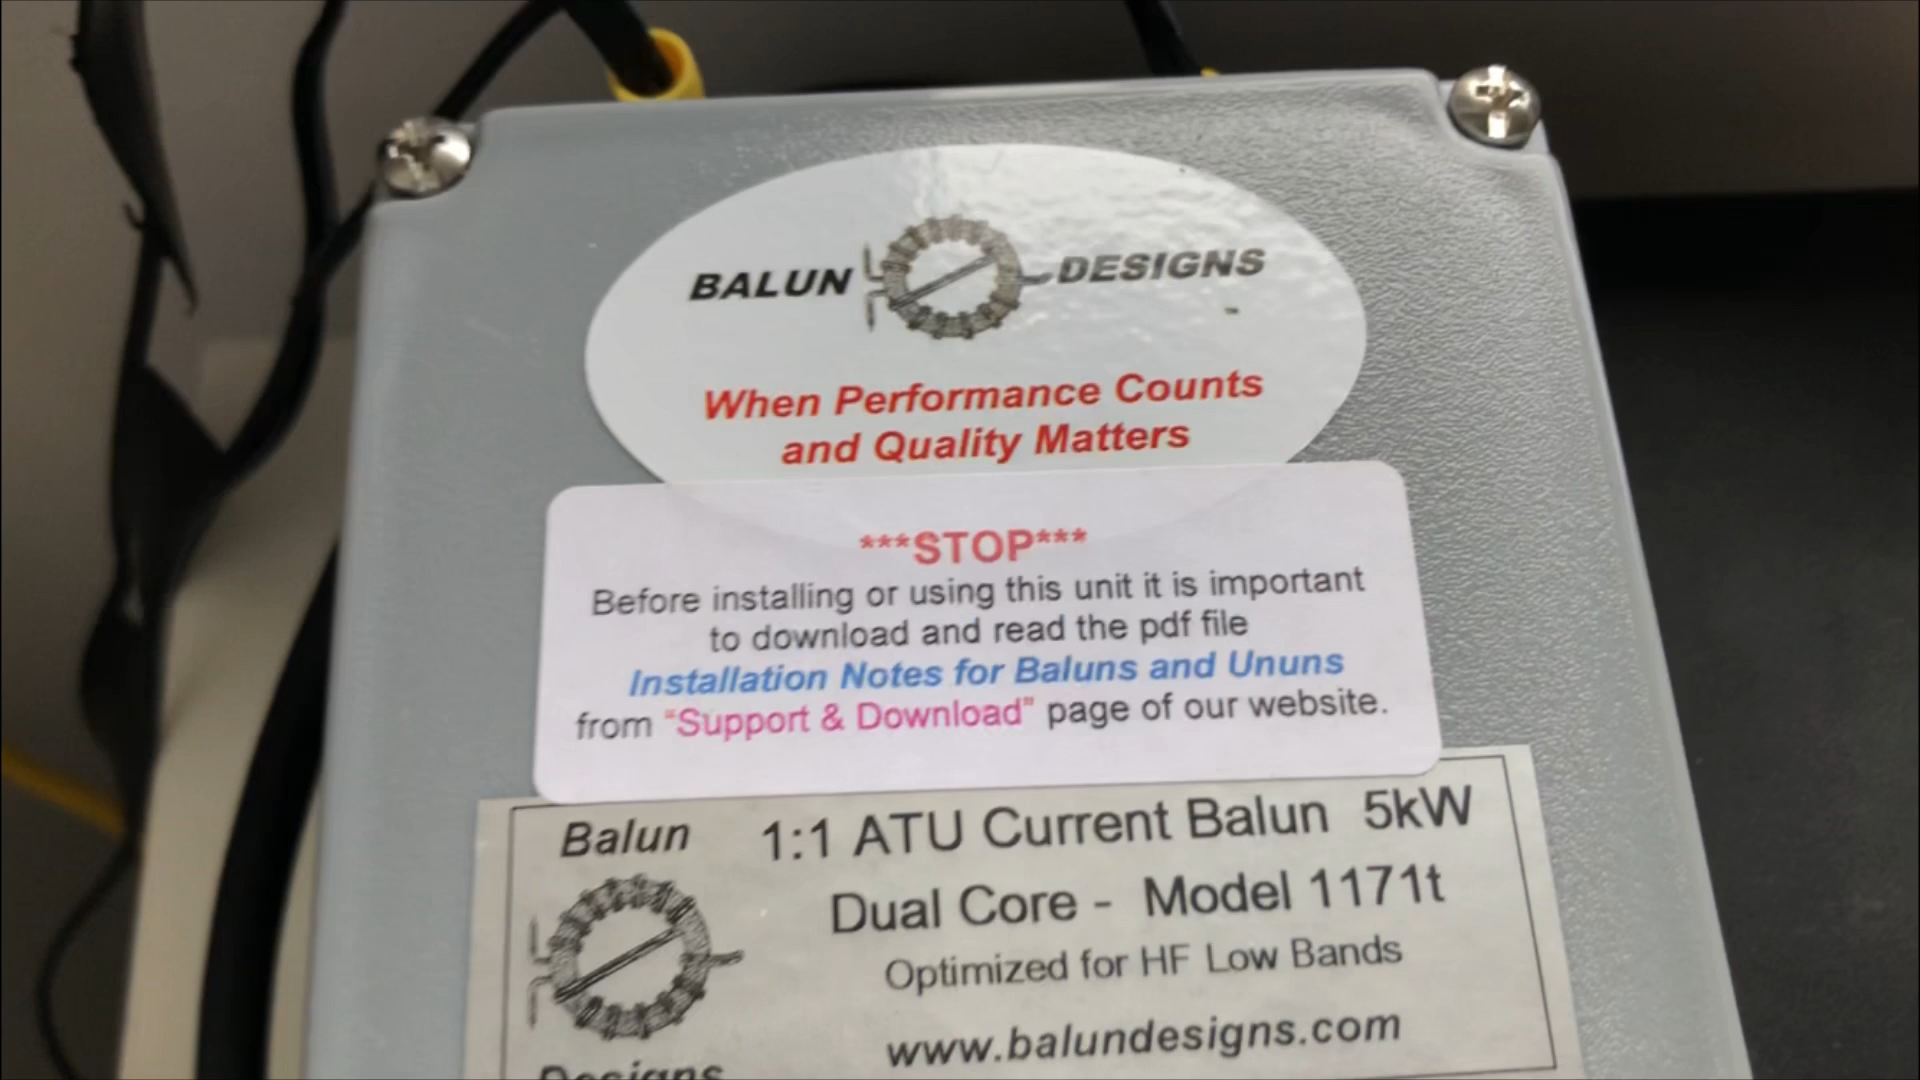 BALUN DESIGNS
When Performance Counts
and Quality Matters
***STOP***
Before installing or using this unit it is important
to download and read the pdf file
Installation Notes for Baluns and Ununs
from "Support & Download" page of our website.
Balun
1:1 ATU Current Balun 5kW
Dual Core - Model 1171t
Optimized for HF Low Bands
www.balundesigns.com
Designs